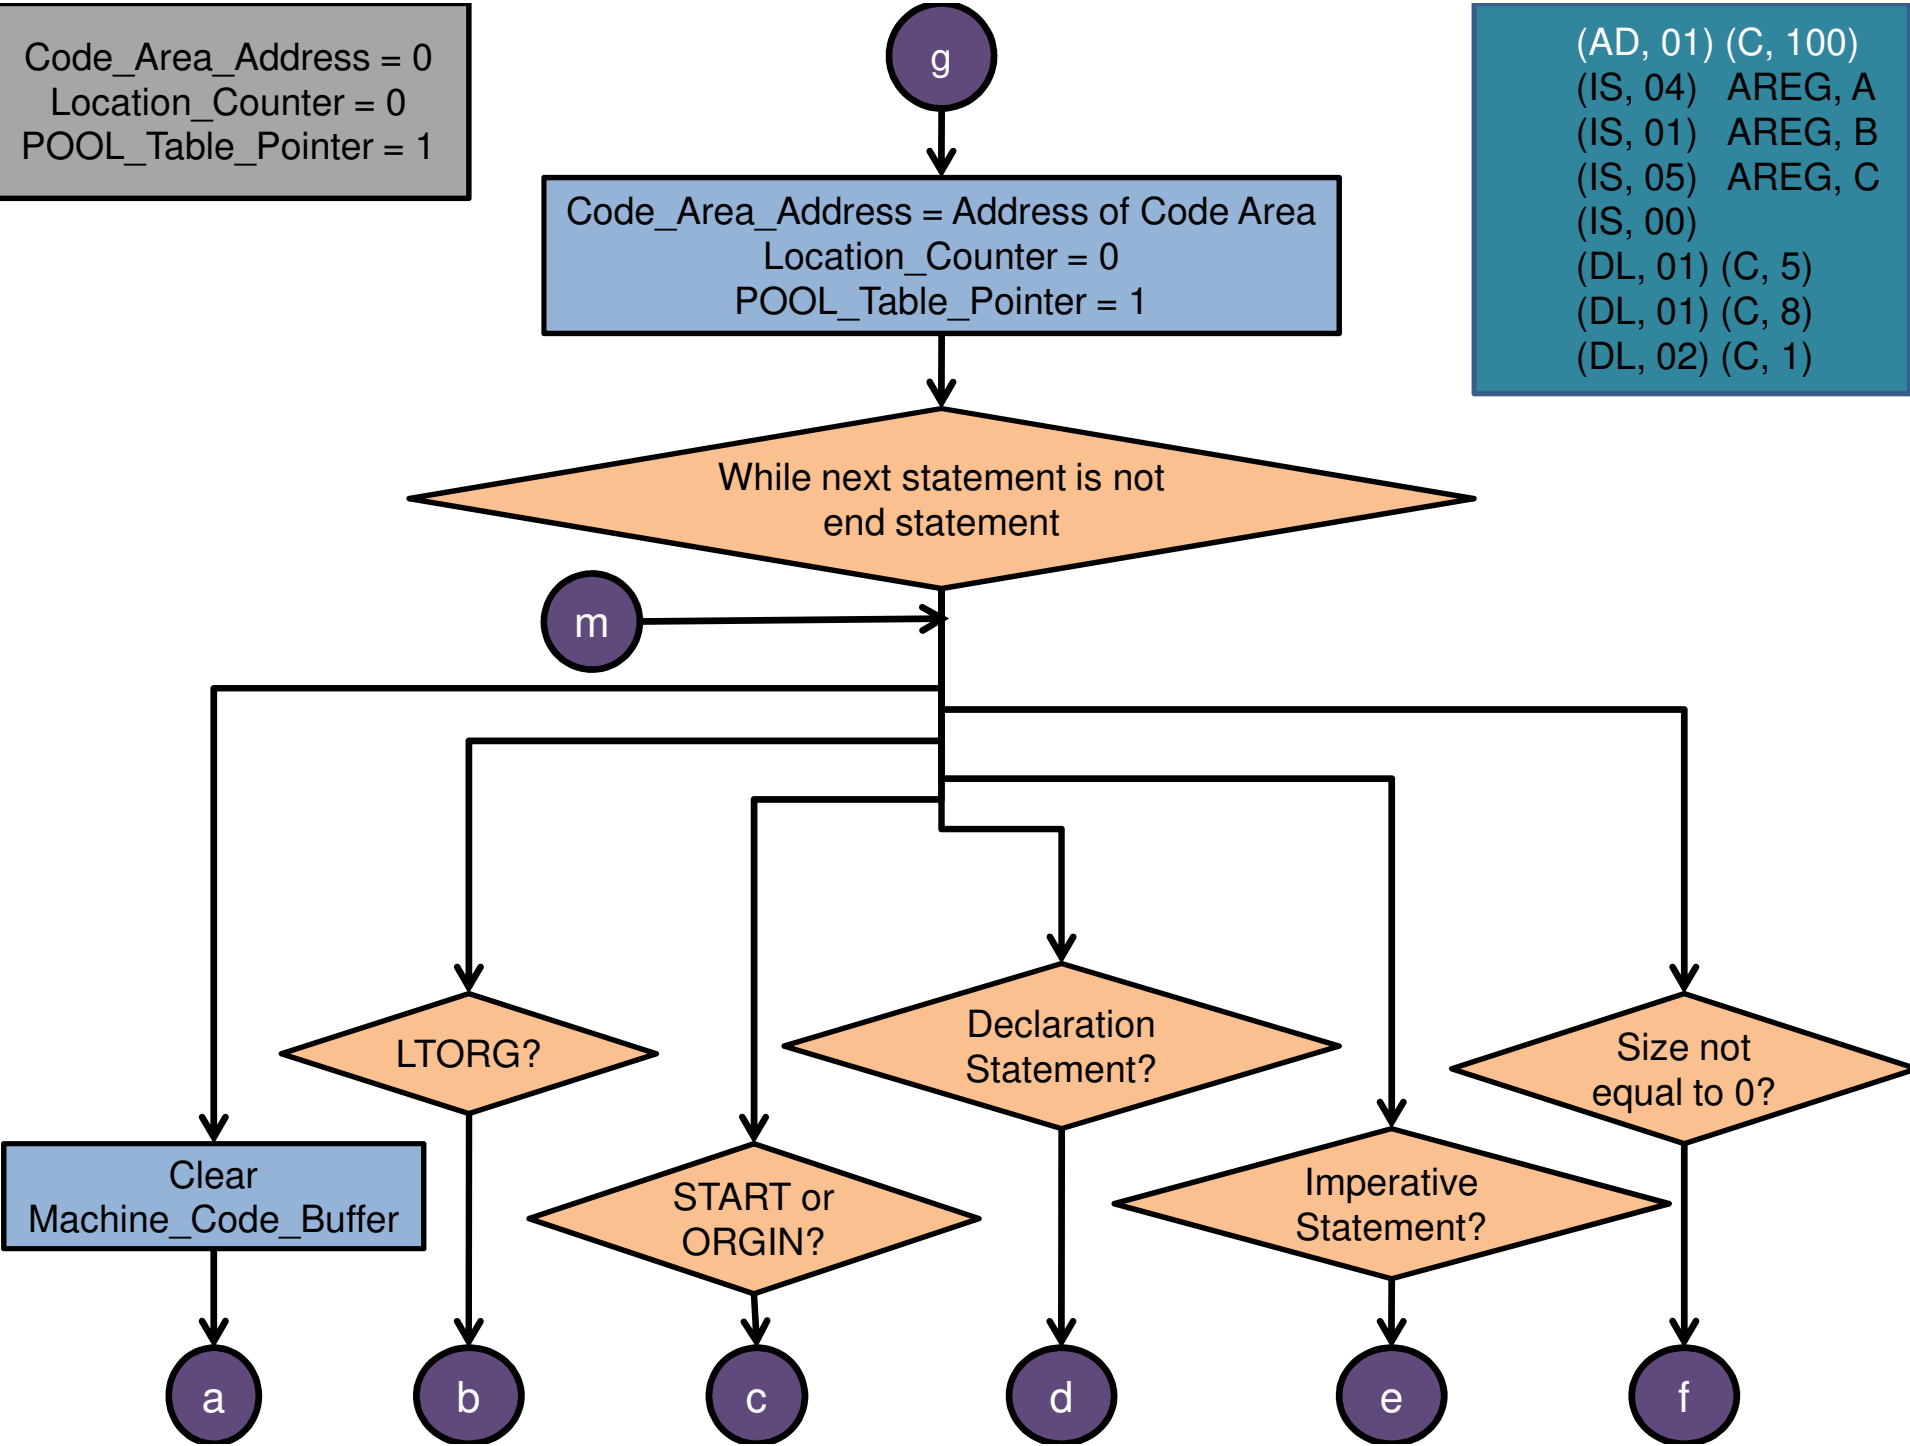 Code_Area_Address = 0
Location_Counter = 0
POOL_Table_Pointer = 1
g
(AD, 01) (C, 100)
(IS, 04) AREG, A
(IS, 01) AREG, B
(IS, 05) AREG, C
(IS, 00)
(DL, 01) (C, 5)
(DL, 01) (C, 8)
(DL, 02) (C, 1)
Code_Area_Address = Address of Code Area
Location_Counter = 0
POOL_Table_Pointer = 1
While next statement is not
end statement
m
LTORG?
Declaration
Statement?
Size not
equal to 0?
Clear
Machine_Code_Buffer
START or
ORGIN?
Imperative
Statement?
a
b
c
d
e
f